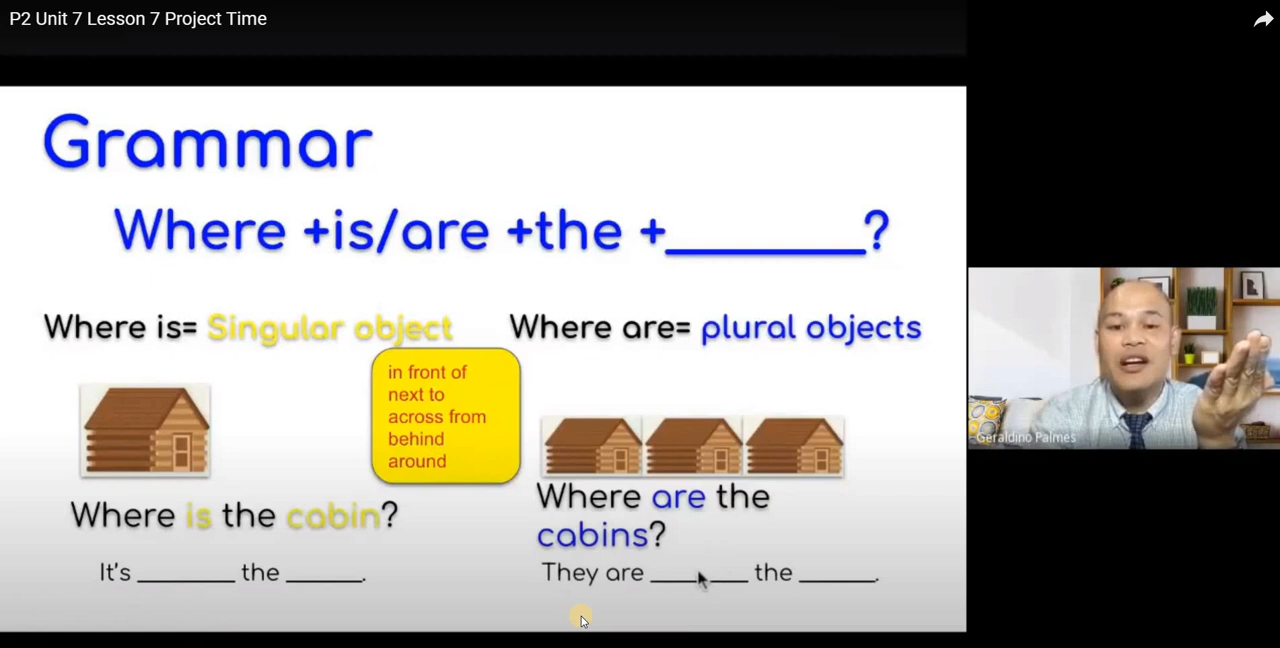 P2 Unit 7 Lesson 7 Project Time
Grammar
Where +is/are +the +_______?
Where is= Singular object
Where are= plural objects
in front of
next to
across from
behind
around
Where is the cabin?
It's ________ the ______.
Where are the
cabins?
They are ________ the ______.
Geraldino Palmes